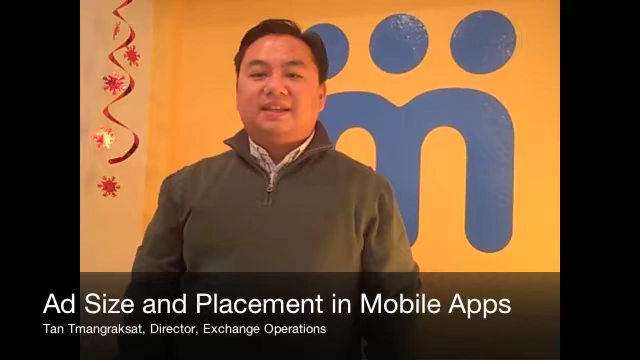 Ad Size and Placement in Mobile Apps
Tan Tmangraksat, Director, Exchange Operations